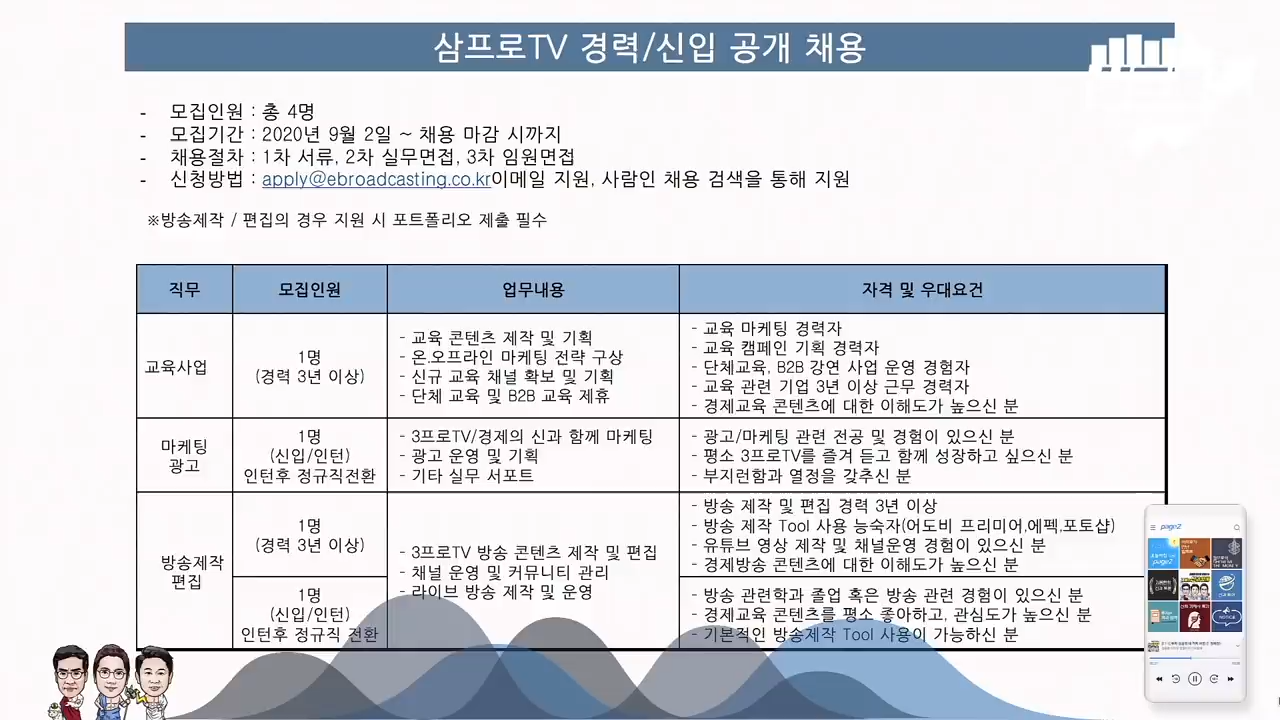 삼프로TV 경력/신입 공개 채용
- 모집인원 : 총 4명
- 모집기간 : 2020년 9월 2일 ~ 채용 마감 시까지
- 채용절차 : 1차 서류, 2차 실무면접, 3차 임원면접
- 신청방법 : apply@ebroadcasting.co.kr이메일 지원, 사람인 채용 검색을 통해 지원
※방송제작 / 편집의 경우 지원 시 포트폴리오 제출 필수
직무 모집인원 업무내용 자격 및 우대요건
교육사업
1명
(경력 3년 이상)
- 교육 콘텐츠 제작 및 기획
- 온.오프라인 마케팅 전략 구상
- 신규 교육 채널 확보 및 기획
- 단체 교육 및 B2B 교육 제휴
- 교육 마케팅 경력자
- 교육 캠페인 기획 경력자
- 단체교육, B2B 강연 사업 운영 경험자
- 교육 관련 기업 3년 이상 근무 경력자
- 경제교육 콘텐츠에 대한 이해도가 높으신 분
마케팅
광고
1명
(신입/인턴)
인턴후 정규직전환
- 3프로TV/경제의 신과 함께 마케팅
- 광고 운영 및 기획
- 기타 실무 서포트
- 광고/마케팅 관련 전공 및 경험이 있으신 분
- 평소 3프로TV를 즐겨 듣고 함께 성장하고 싶으신 분
- 부지런함과 열정을 갖추신 분
방송제작
편집
1명
(경력 3년 이상)
- 3프로TV 방송 콘텐츠 제작 및 편집
- 채널 운영 및 커뮤니티 관리
- 라이브 방송 제작 및 운영
- 방송 제작 및 편집 경력 3년 이상
- 방송 제작 Tool 사용 능숙자(어도비 프리미어,에펙,포토샵)
- 유튜브 영상 제작 및 채널운영 경험이 있으신 분
- 경제방송 콘텐츠에 대한 이해도가 높으신 분
1명
(신입/인턴)
인턴후 정규직 전환
- 방송 관련학과 졸업 혹은 방송 관련 경험이 있으신 분
- 경제교육 콘텐츠를 평소 좋아하고, 관심도가 높으신 분
- 기본적인 방송제작 Tool 사용이 가능하신 분
page2
page2
NOTICE